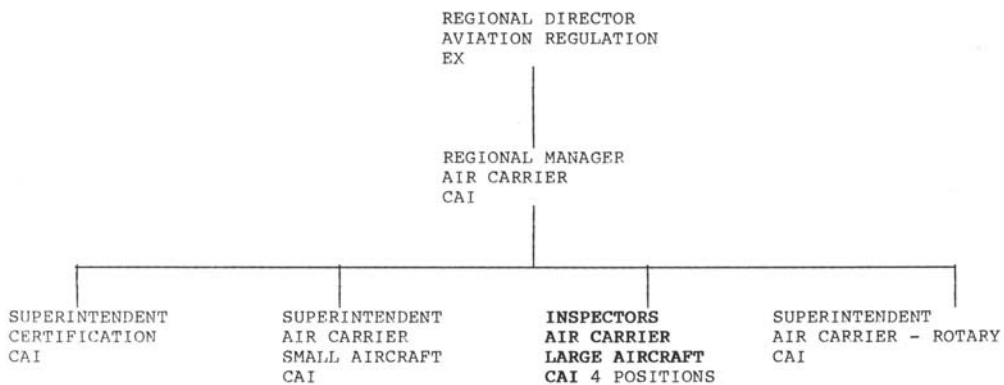 REGIONAL DIRECTOR
AVIATION REGULATION
EX
REGIONAL MANAGER
AIR CARRIER
CAI
SUPERINTENDENT
CERTIFICATION
CAI
SUPERINTENDENT
AIR CARRIER
SMALL AIRCRAFT
CAI
INSPECTORS
AIR CARRIER
LARGE AIRCRAFT
CAI 4 POSITIONS
SUPERINTENDENT
AIR CARRIER - ROTARY
CAI